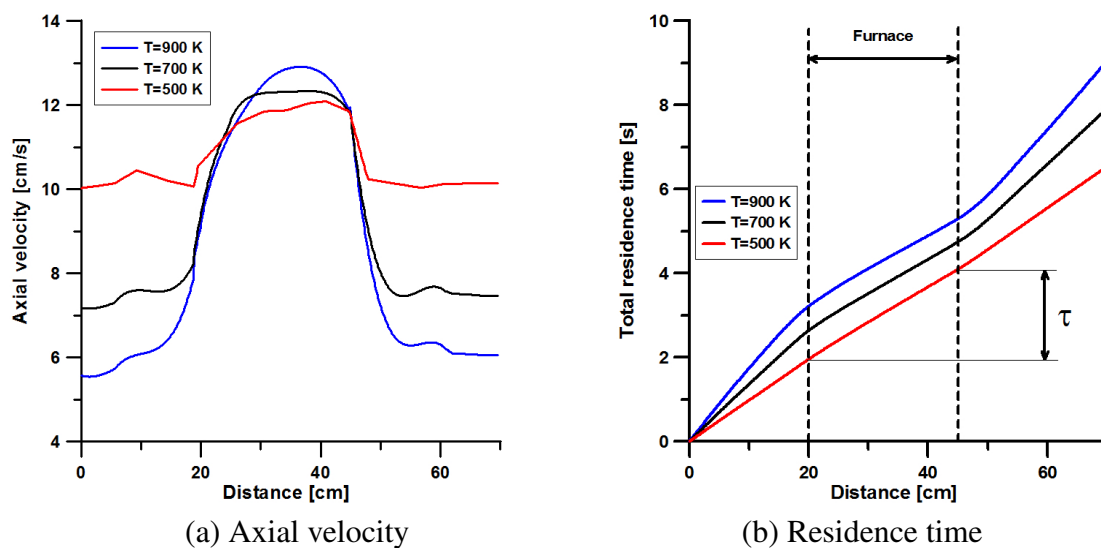 14
12
10
8
6
4
Axial velocity [cm/s]
T=900 K
T=700 K
T=500 K
0
20
40
60
Distance [cm]
(a) Axial velocity
10
8
6
4
2
0
Total residence time [s]
Furnace
T=900 K
T=700 K
T=500 K
τ
0
20
40
60
Distance [cm]
(b) Residence time